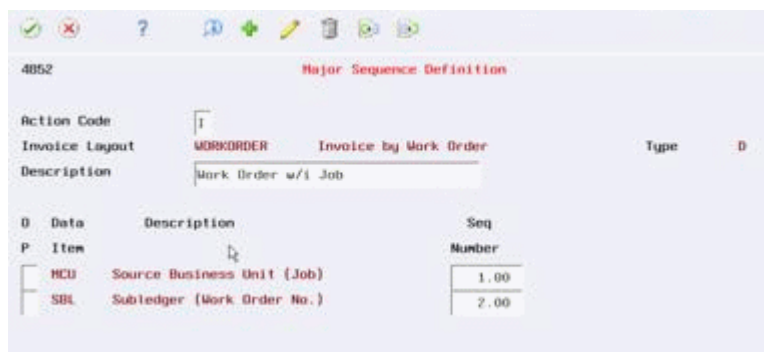 ?
4852 Major Sequence Definition
Action Code I
Invoice Layout WORKORDER Invoice by Work Order Type D
Description Work Order w/i Job
O Data Description Seq
P Item Number
MCU Source Business Unit (Job) 1.00
SBL Subledger (Work Order No.) 2.00